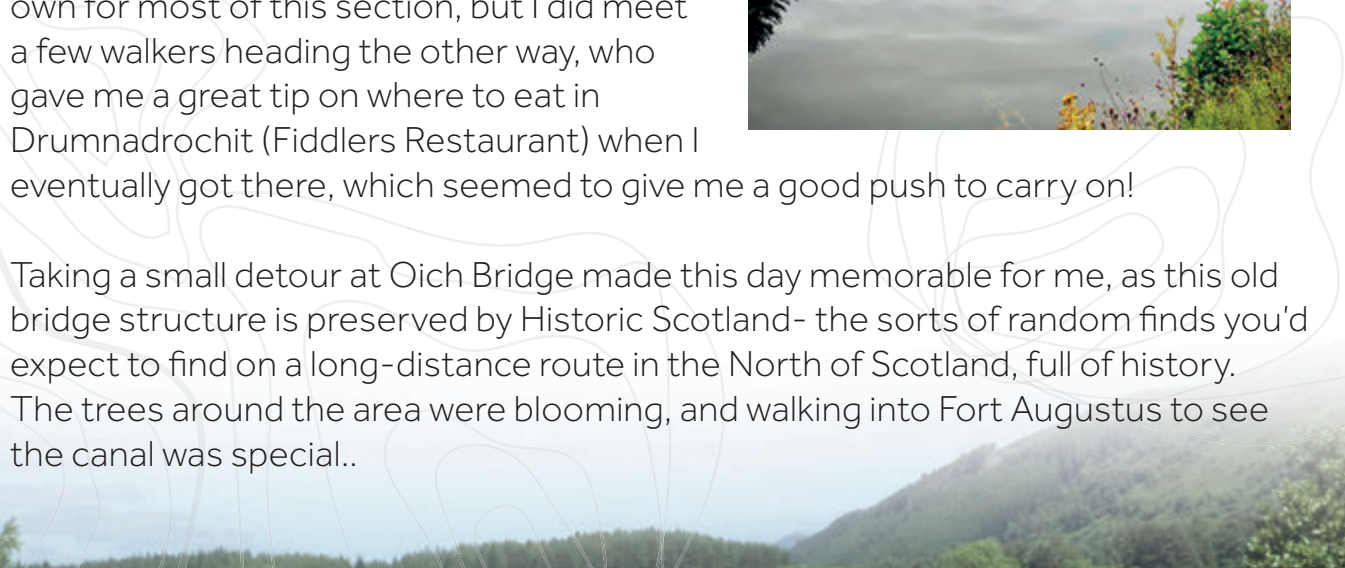 own for most of this section, but I did meet
a few walkers heading the other way, who
gave me a great tip on where to eat in
Drumnadrochit (Fiddlers Restaurant) when I
eventually got there, which seemed to give me a good push to carry on!
Taking a small detour at Oich Bridge made this day memorable for me, as this old
bridge structure is preserved by Historic Scotland- the sorts of random finds you'd
expect to find on a long-distance route in the North of Scotland, full of history.
The trees around the area were blooming, and walking into Fort Augustus to see
the canal was special..